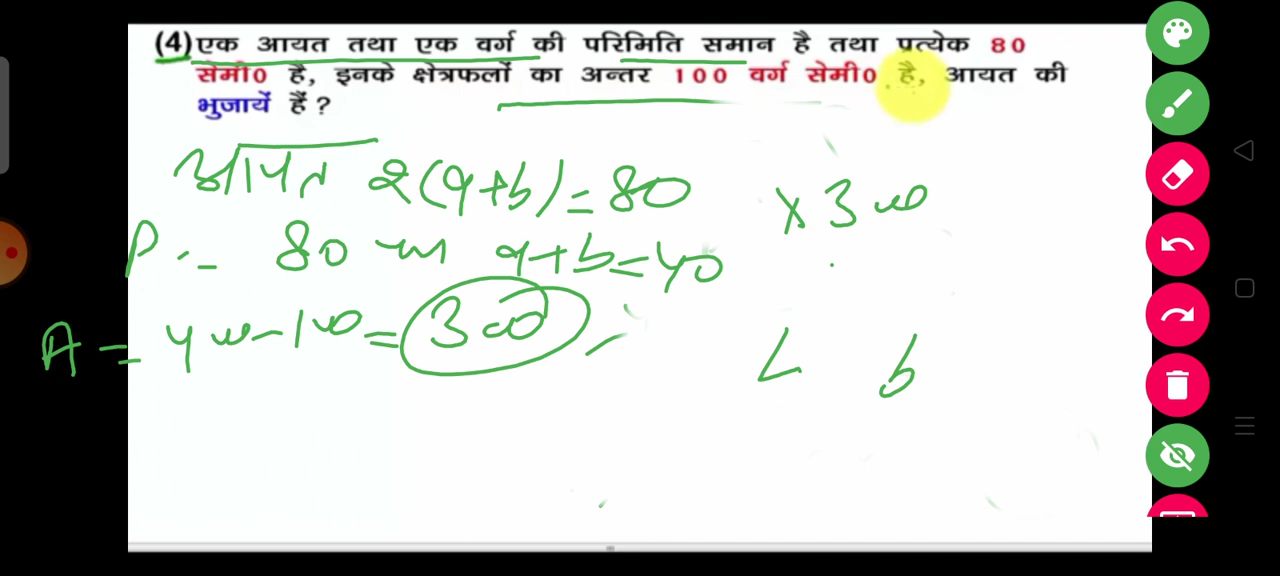 (4) एक आयत तथा एक वर्ग की परिमिति समान है तथा प्रत्येक 80
सेमी0 है, इनके क्षेत्रफलों का अन्तर 100 वर्ग सेमी0 है, आयत की
भुजायें हैं ?
आयत 2(a+b)=80
x 300
P = 80 cm a+b=40
A = 400-100=300
L b